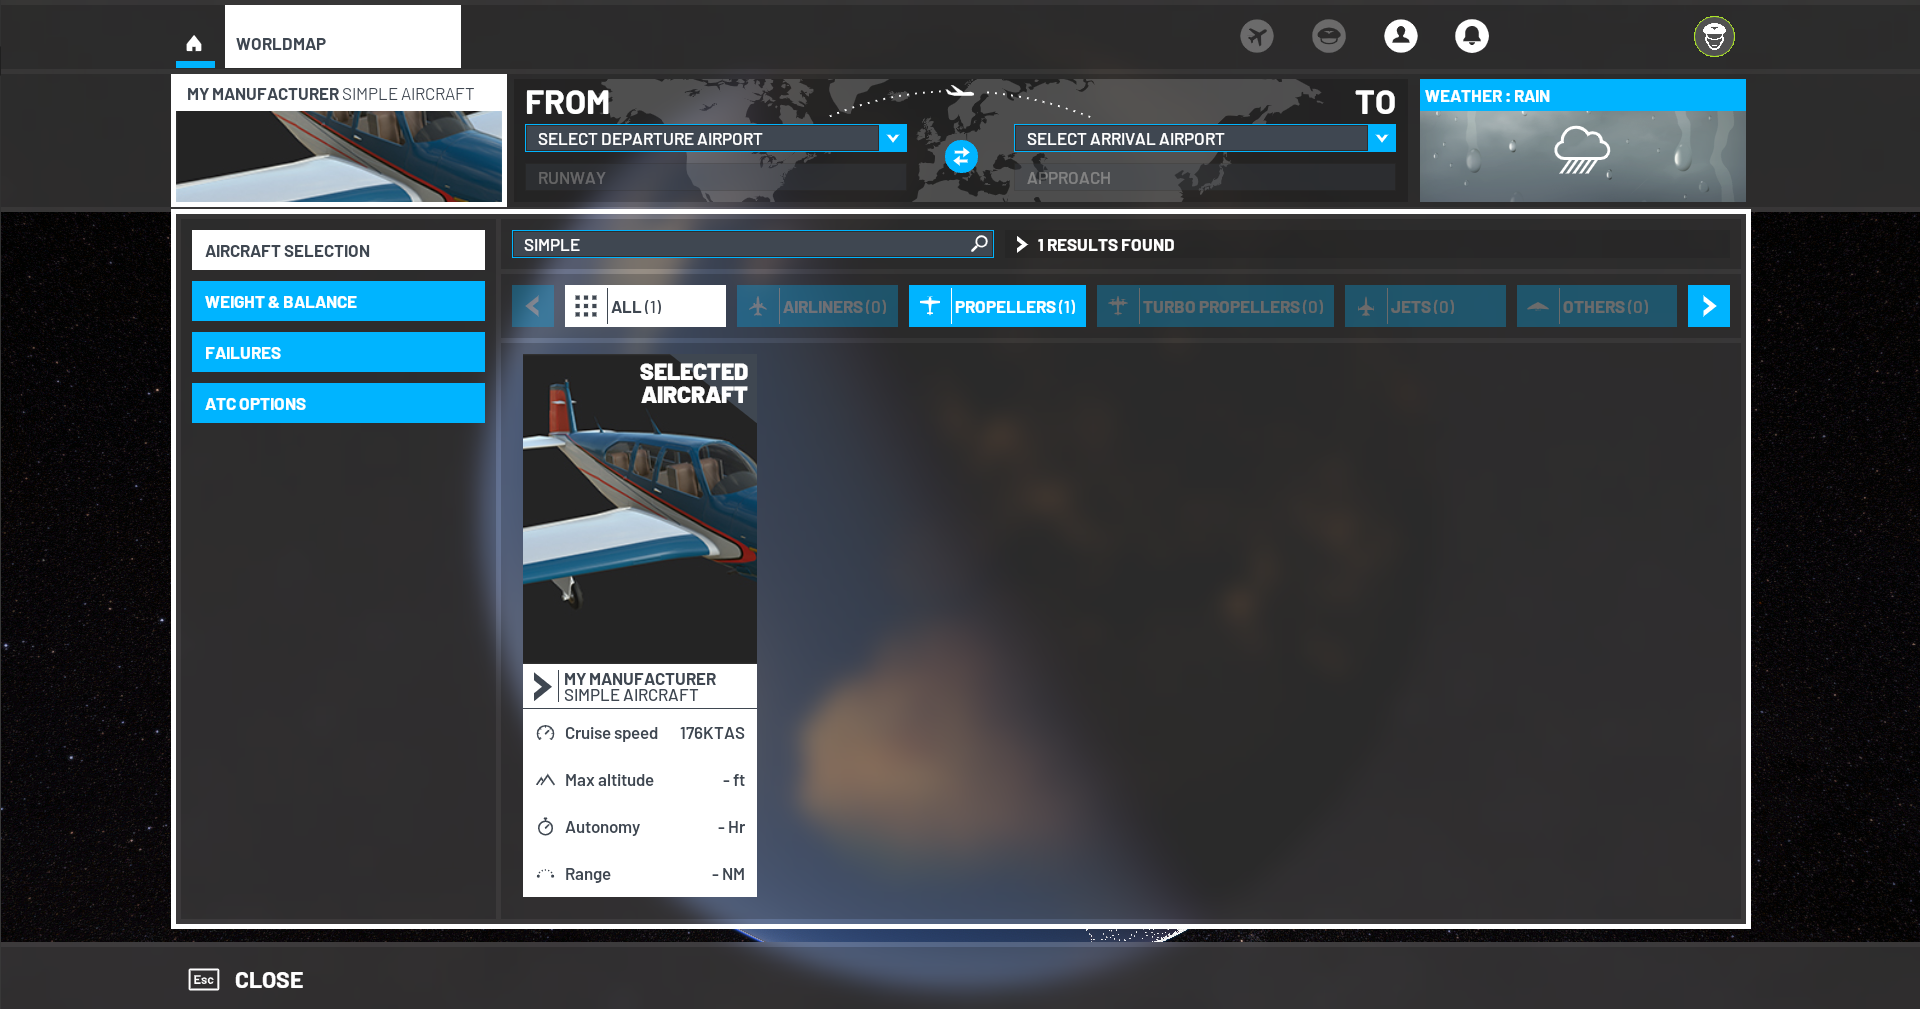 WORLDMAP
MY MANUFACTURER SIMPLE AIRCRAFT
FROM
SELECT DEPARTURE AIRPORT
RUNWAY
TO
SELECT ARRIVAL AIRPORT
APPROACH
WEATHER : RAIN
AIRCRAFT SELECTION
WEIGHT & BALANCE
FAILURES
ATC OPTIONS
SIMPLE
1 RESULTS FOUND
ALL (1)
AIRLINERS (0)
PROPELLERS (1)
TURBO PROPELLERS (0)
JETS (0)
OTHERS (0)
SELECTED
AIRCRAFT
MY MANUFACTURER
SIMPLE AIRCRAFT
Cruise speed 176KTAS
Max altitude - ft
Autonomy - Hr
Range - NM
Esc CLOSE